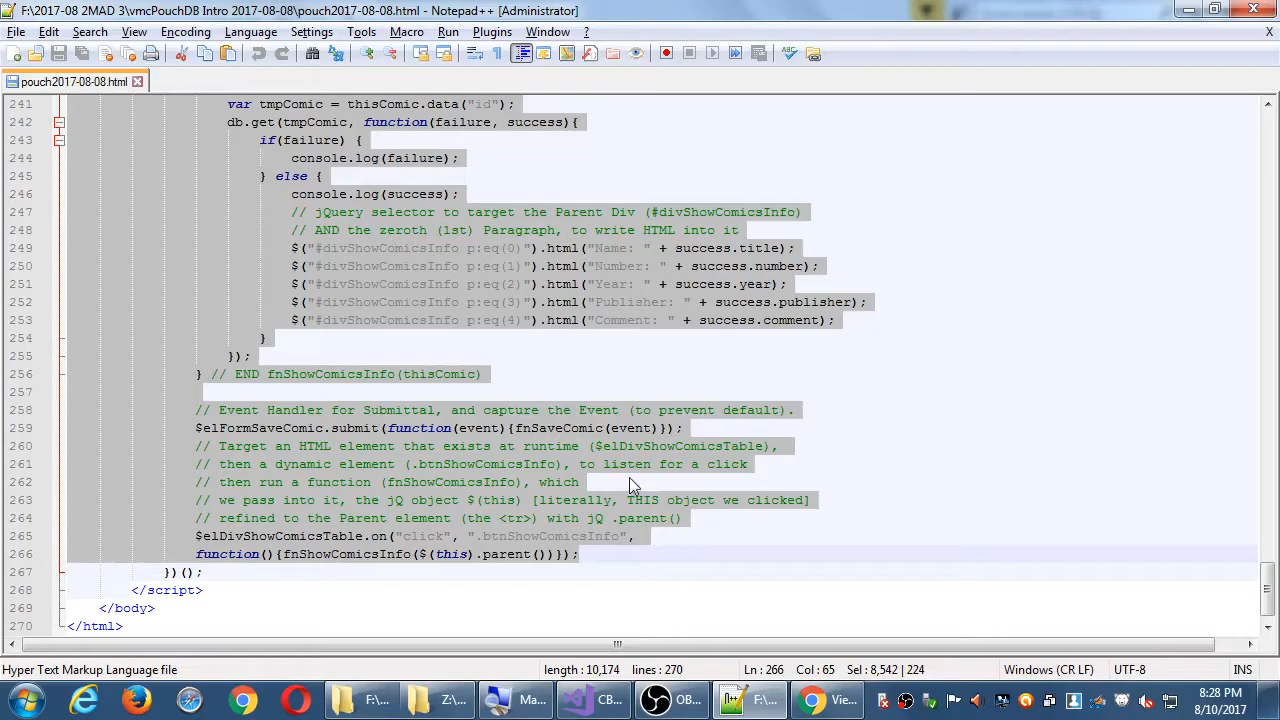 F:\2017-08 2MAD 3\vmcPouchDB Intro 2017-08-08\pouch2017-08-08.html - Notepad++ [Administrator]
File Edit Search View Encoding Language Settings Tools Macro Run Plugins Window ? X
pouch2017-08-08.html
241 var tmpComic = thisComic.data("id");
242 db.get(tmpComic, function(failure, success){
243 if(failure) {
244 console.log(failure);
245 } else {
246 console.log(success);
247 // jQuery selector to target the Parent Div (#divShowComicsInfo)
248 // AND the zeroth (1st) Paragraph, to write HTML into it
249 $("#divShowComicsInfo p:eq(0)").html("Name: " + success.title);
250 $("#divShowComicsInfo p:eq(1)").html("Number: " + success.number);
251 $("#divShowComicsInfo p:eq(2)").html("Year: " + success.year);
252 $("#divShowComicsInfo p:eq(3)").html("Publisher: " + success.publisher);
253 $("#divShowComicsInfo p:eq(4)").html("Comment: " + success.comment);
254 }
255 });
256 } // END fnShowComicsInfo(thisComic)
257
258 // Event Handler for Submittal, and capture the Event (to prevent default).
259 $elFormSaveComic.submit(function(event){fnSaveComic(event)});
260 // Target an HTML element that exists at runtime ($elDivShowComicsTable),
261 // then a dynamic element (.btnShowComicsInfo), to listen for a click
262 // then run a function (fnShowComicsInfo), which
263 // we pass into it, the jQ object $(this) [literally, THIS object we clicked]
264 // refined to the Parent element (the <tr>) with jQ .parent()
265 $elDivShowComicsTable.on("click", ".btnShowComicsInfo",
266 function(){fnShowComicsInfo($(this).parent())});
267 })();
268 </script>
269 </body>
270 </html>
Hyper Text Markup Language file length : 10,174 lines : 270 Ln : 266 Col : 65 Sel : 8,542 | 224 Windows (CR LF) UTF-8 INS
F:\... Z:\... Ma... CB... OB... F:\... Vie... 8:28 PM
8/10/2017